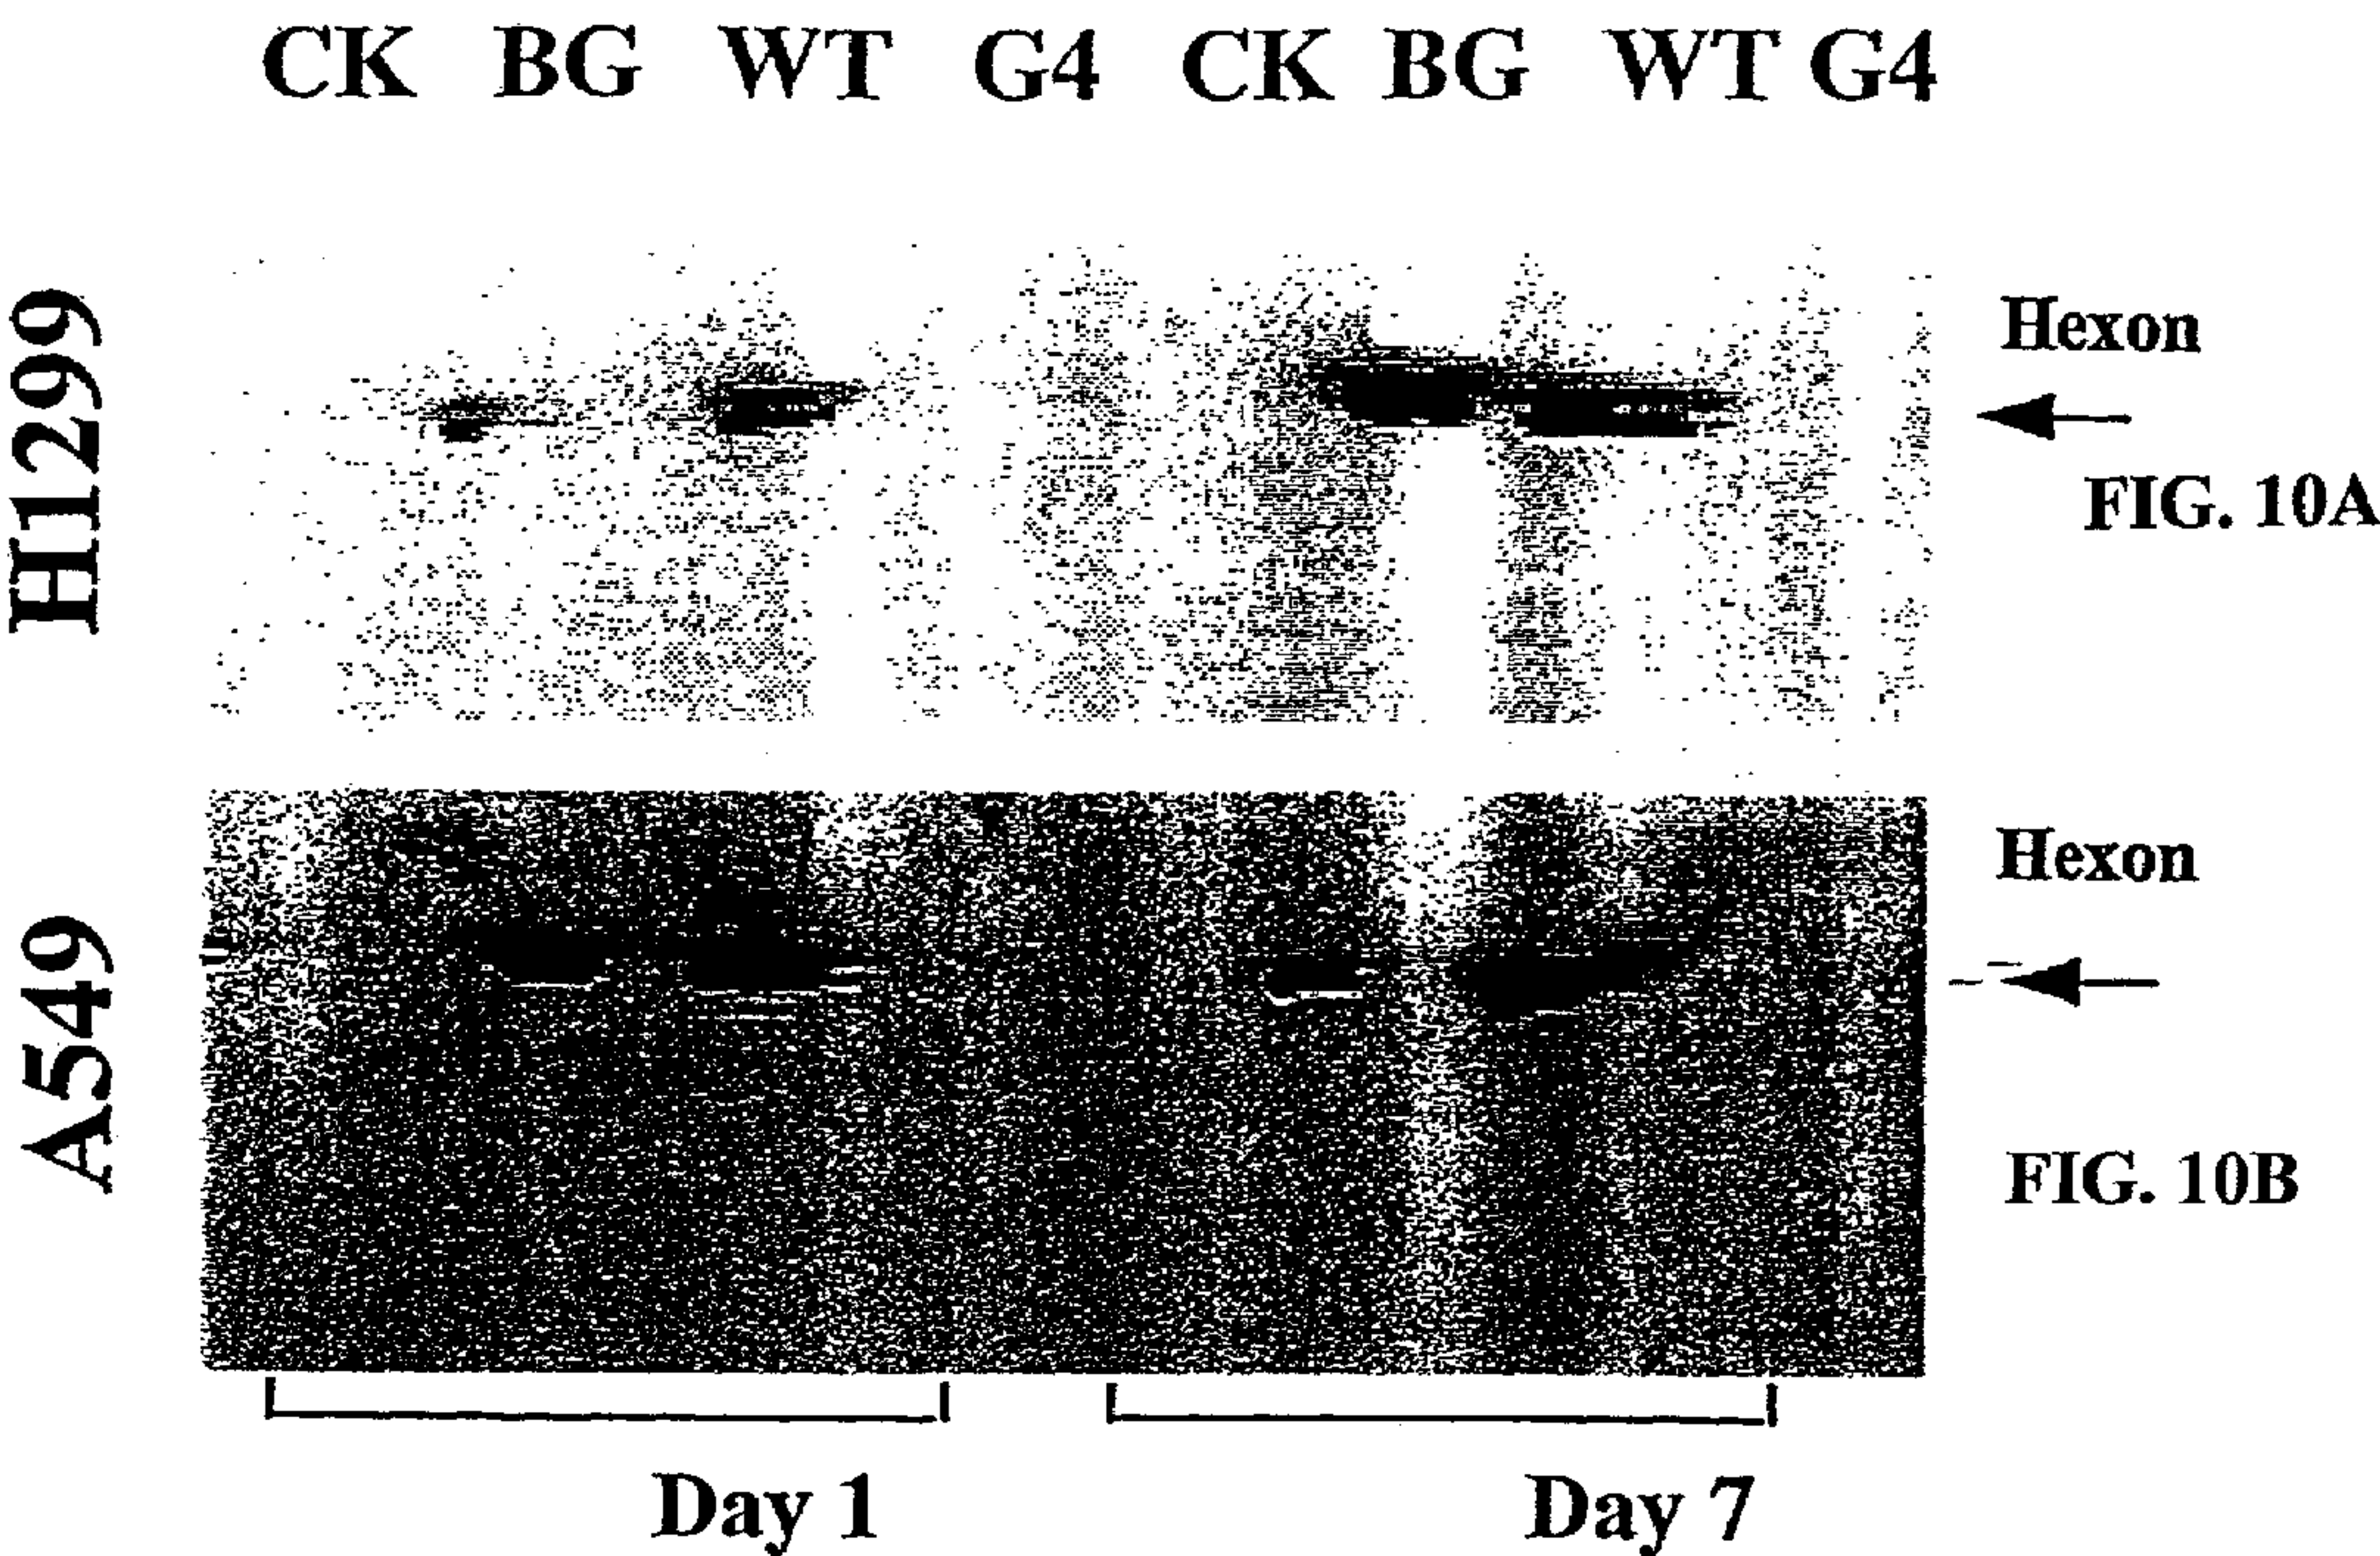 CK BG WT G4 CK BG WT G4
H1299
Hexon
FIG. 10A
A549
Hexon
FIG. 10B
Day 1 Day 7